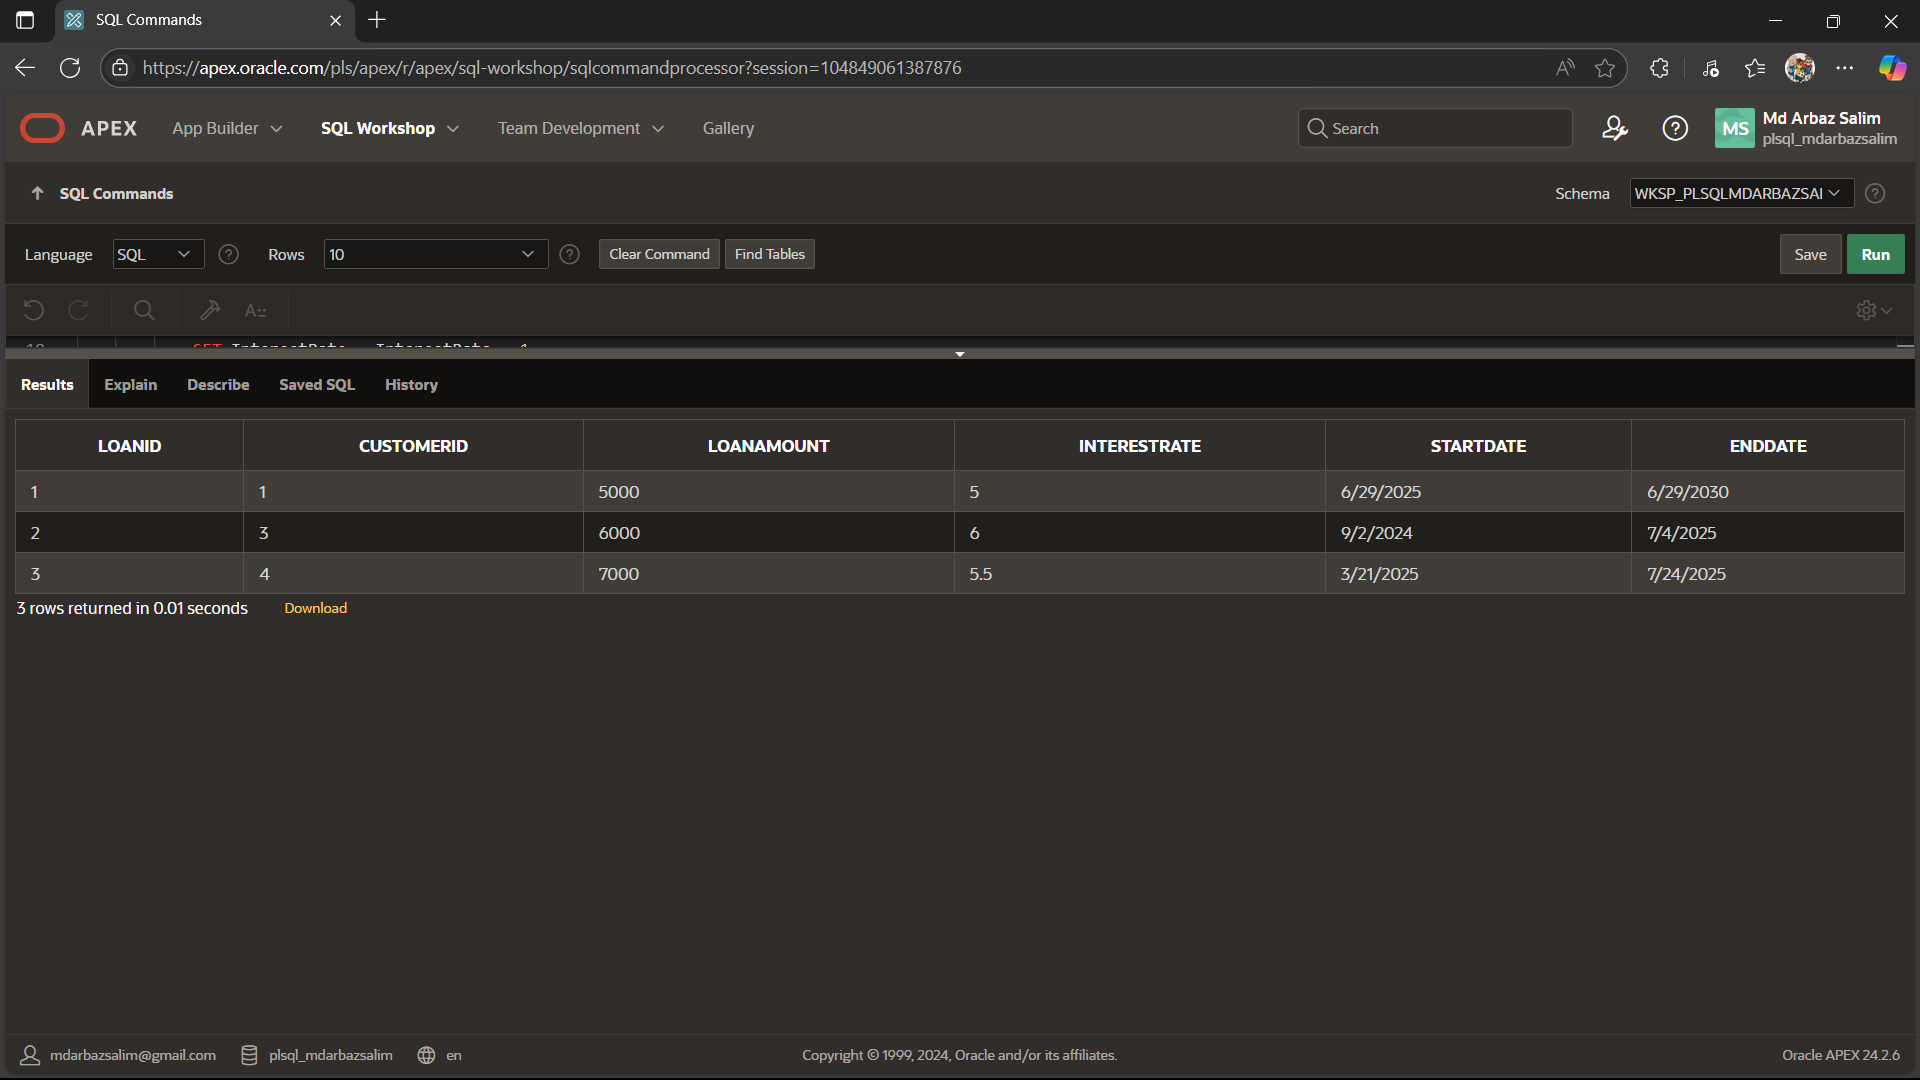 SQL Commands
https://apex.oracle.com/pls/apex/r/apex/sql-workshop/sqlcommandprocessor?session=104849061387876
APEX App Builder SQL Workshop Team Development Gallery Search MS Md Arbaz Salim
plsql_mdarbazsalim
SQL Commands Schema WKSP_PLSQLMDARBAZSAI
Language SQL Rows 10 Clear Command Find Tables Save Run
Results Explain Describe Saved SQL History
LOANID CUSTOMERID LOANAMOUNT INTERESTRATE STARTDATE ENDDATE
1 1 5000 5 6/29/2025 6/29/2030
2 3 6000 6 9/2/2024 7/4/2025
3 4 7000 5.5 3/21/2025 7/24/2025
3 rows returned in 0.01 seconds Download
mdarbazsalim@gmail.com plsql_mdarbazsalim en Copyright © 1999, 2024, Oracle and/or its affiliates. Oracle APEX 24.2.6